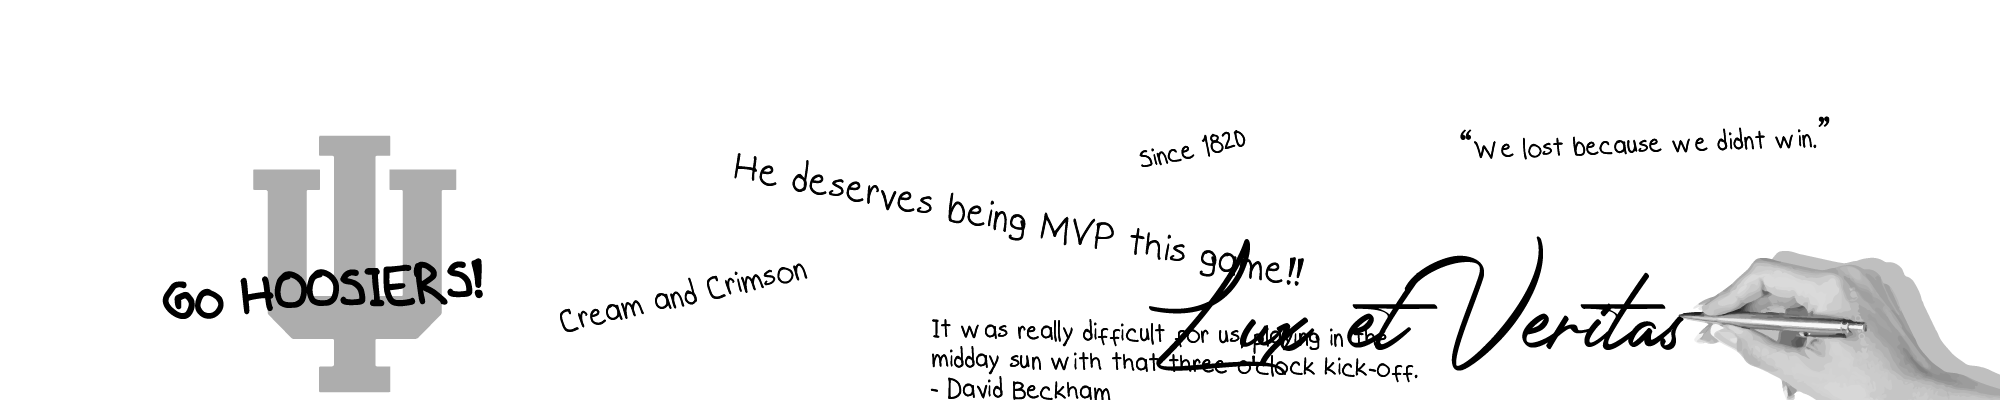 GO HOOSIERS!
Cream and Crimson
He deserves being MVP this game!!
Since 1820
“We lost because we didnt win.”
Lux et Veritas
It was really difficult for us playing in the
midday sun with that three o'clock kick-off.
- David Beckham